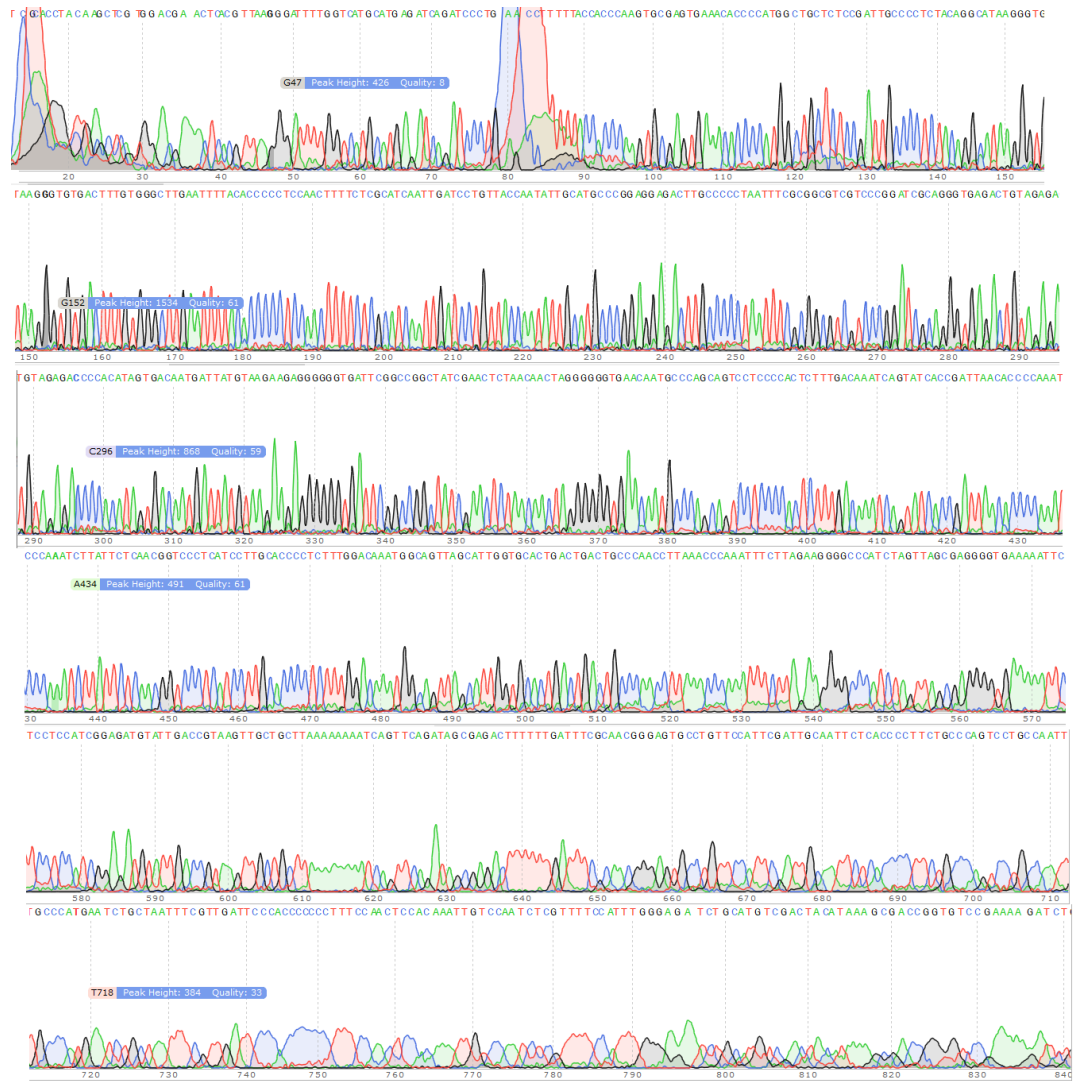 T GCACCTACAAGCTCG TGGACGA ACTCACGTTAAGGGATTTTGGTCATGCATGAGATCAGATCCCTG AA CCTTTTTACCACCCAAGTGCGAGTGAAACACCCCATGGCTGCTCTCCGATTGCCCCTCTACAGGCATAAGGGTG
G47 Peak Height: 426 Quality: 8
20 30 40 50 60 70 80 90 100 110 120 130 140 150
TAAGGGTGTGACTTTGTGGGCTTGAATTTTACACCCCCTCCAACTTTTCTCGCATCAATTGATCCTGTTACCAATATTGCATGCCCGGAGGAGACTTGCCCCCTAATTTCGCGGCGTCGTCCCGGATCGCAGGGTGAGACTGTAGAGA
G152 Peak Height: 1534 Quality: 61
150 160 170 180 190 200 210 220 230 240 250 260 270 280 290
TGTAGAGACCCCACATAGTGACAATGATTATGTAAGAAGAGGGGGGTGATTCGGCCGGCTATCGAACTCTAACAACTAGGGGGGTGAACAATGCCCAGCAGTCCTCCCCACTCTTTGACAAATCAGTATCACCGATTAACACCCCAAAT
C296 Peak Height: 868 Quality: 59
290 300 310 320 330 340 350 360 370 380 390 400 410 420 430
CCCAAATCTTATTCTCAACGGTCCCTCATCCTTGCACCCCTCTTTGGACAAATGGCAGTTAGCATTGGTGCACTGACTGACTGCCCAACCTTAAACCCAAATTTCTTAGAAGGGGCCCATCTAGTTAGCGAGGGGTGAAAAATTC
A434 Peak Height: 491 Quality: 61
30 440 450 460 470 480 490 500 510 520 530 540 550 560 570
TCCTCCATCGGAGATGTATTGACCGTAAGTTGCTGCTTAAAAAAAAATCAGTTCAGATAGCGAGACTTTTTTGATTTCGCAACGGGAGTGCCTGTTCCATTCGATTGCAATTCTCACCCCTTCTGCCCAGTCCTGCCAATT
580 590 600 610 620 630 640 650 660 670 680 690 700 710
TGCCCATGAATCTGCTAATTTCGTTGATTCCCACCCCCCCTTTCCAACTCCACAAATTGTCCAATCTCGTTTTCCATTTGGGAGA TCTGCATGTCGACTACATAAAGCGACCGGTGTCCGAAAA GATCT
T718 Peak Height: 384 Quality: 33
720 730 740 750 760 770 780 790 800 810 820 830 840